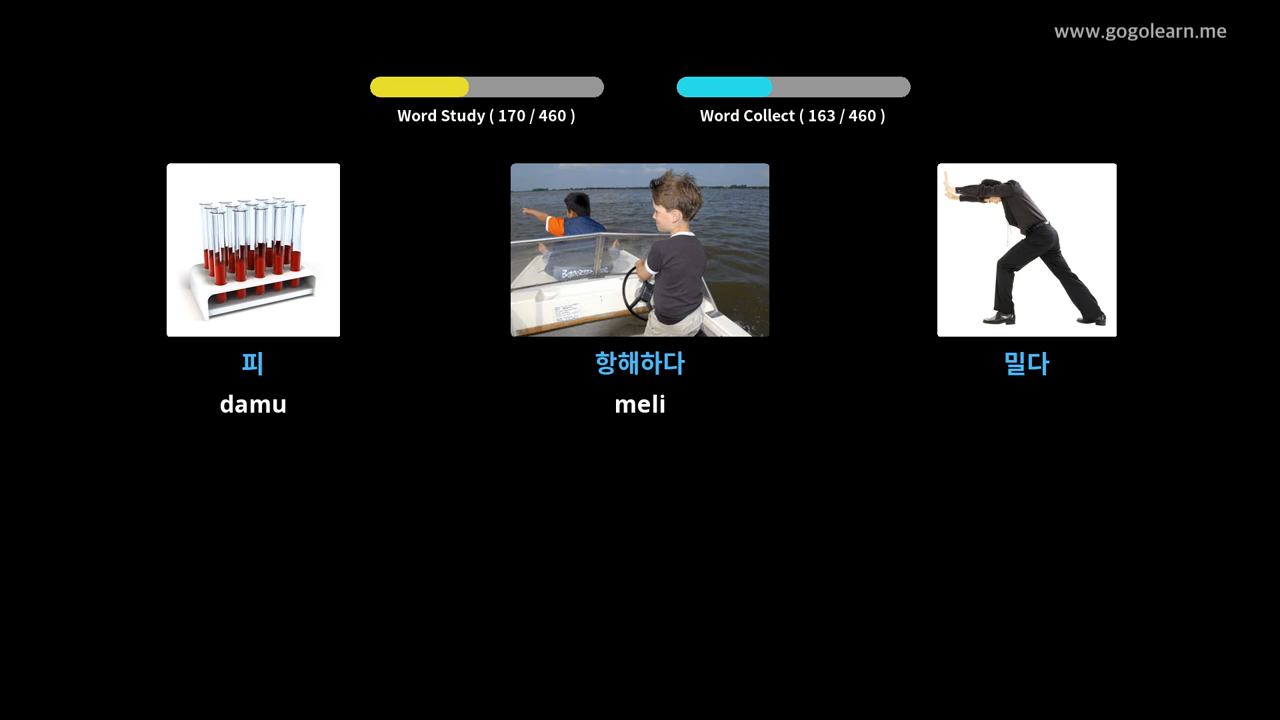 www.gogolearn.me
Word Study ( 170 / 460 )
Word Collect ( 163 / 460 )
피
항해하다
밀다
damu
meli